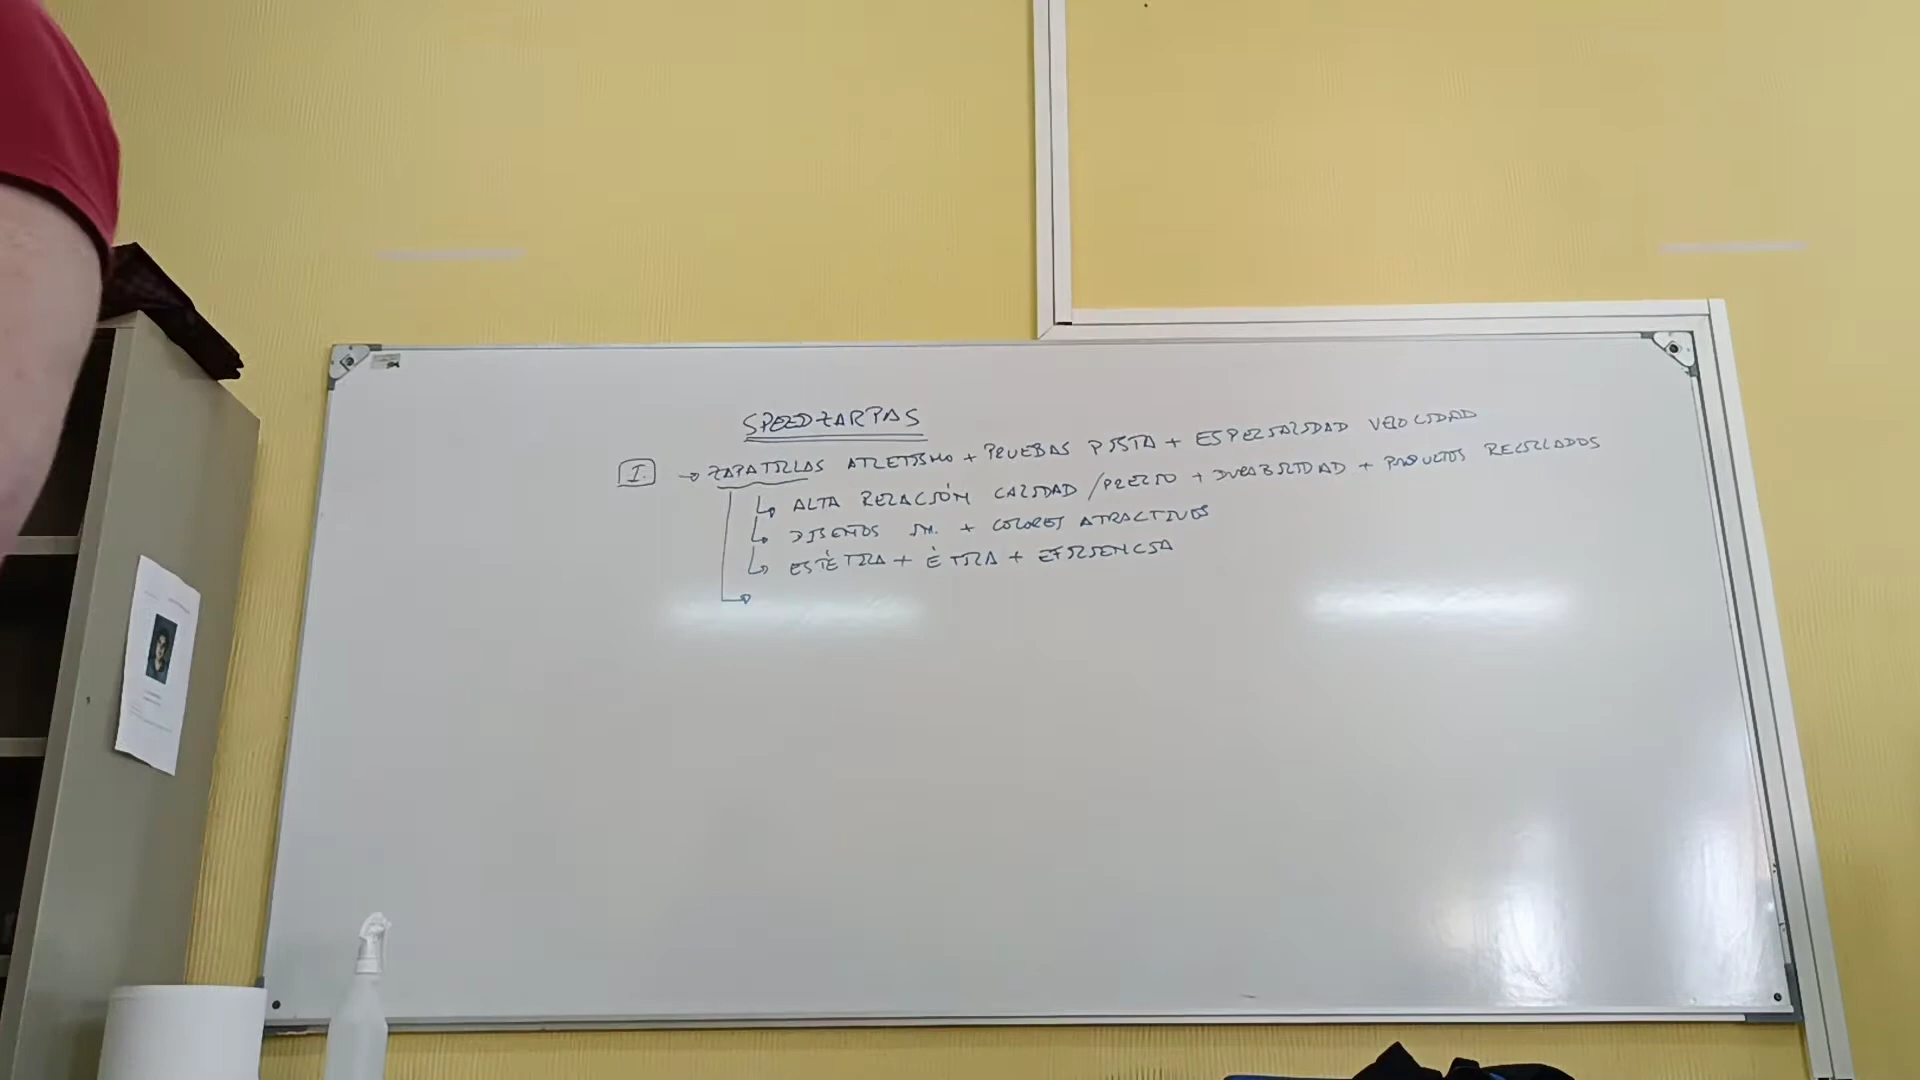 SPEEDZARPAS
I. → ZAPATILLAS ATLETISMO + PRUEBAS PISTA + ESPECIALIDAD VELOCIDAD
↳ ALTA RELACIÓN CALIDAD/PRECIO + DURABILIDAD + PRODUCTOS RECICLADOS
↳ DISEÑOS + COLORES ATRACTIVOS
↳ ESTÉTICA + ÉTICA + EFICIENCIA